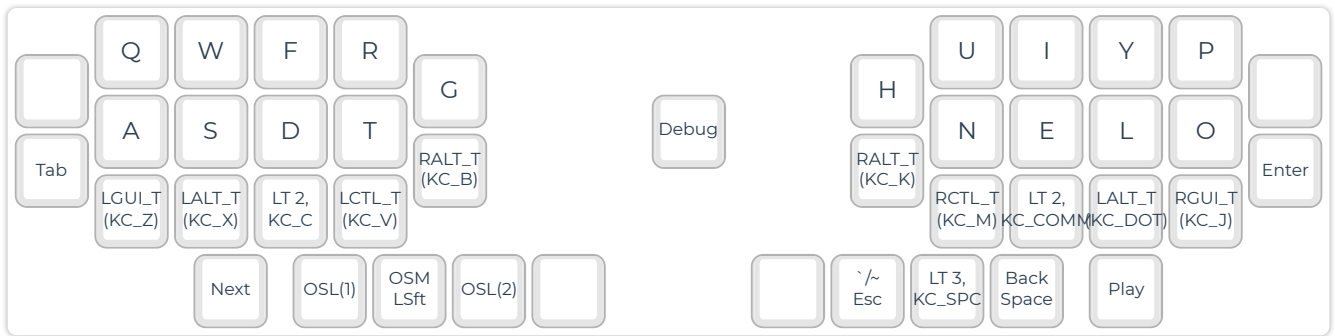 Q W F R U I Y P
G H
A S D T Debug N E L O
Tab RALT_T RALT_T Enter
(KC_B) (KC_K)
LGUI_T LALT_T LT 2, LCTL_T RCTL_T LT 2, LALT_T RGUI_T
(KC_Z) (KC_X) KC_C (KC_V) (KC_M) KC_COMM (KC_DOT) (KC_J)
Next OSL(1) OSM OSL(2) `/~ LT 3, Back Play
LSft Esc KC_SPC Space